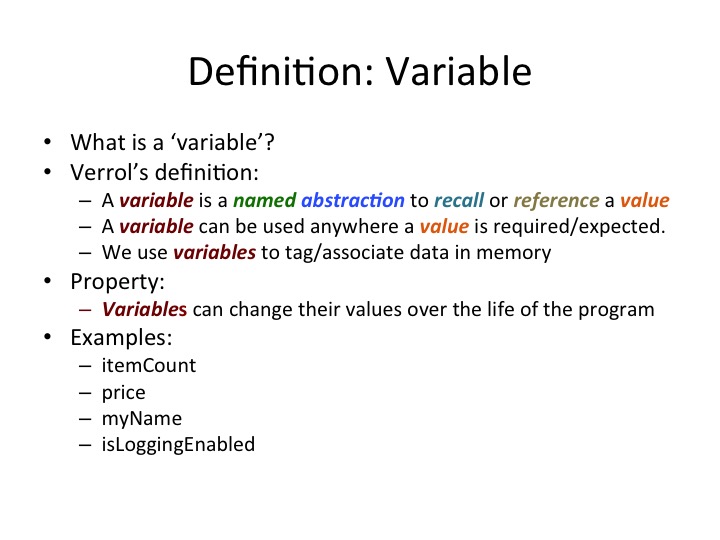 Definition: Variable
• What is a ‘variable’?
• Verrol’s definition:
– A variable is a named abstraction to recall or reference a value
– A variable can be used anywhere a value is required/expected.
– We use variables to tag/associate data in memory
• Property:
– Variables can change their values over the life of the program
• Examples:
– itemCount
– price
– myName
– isLoggingEnabled